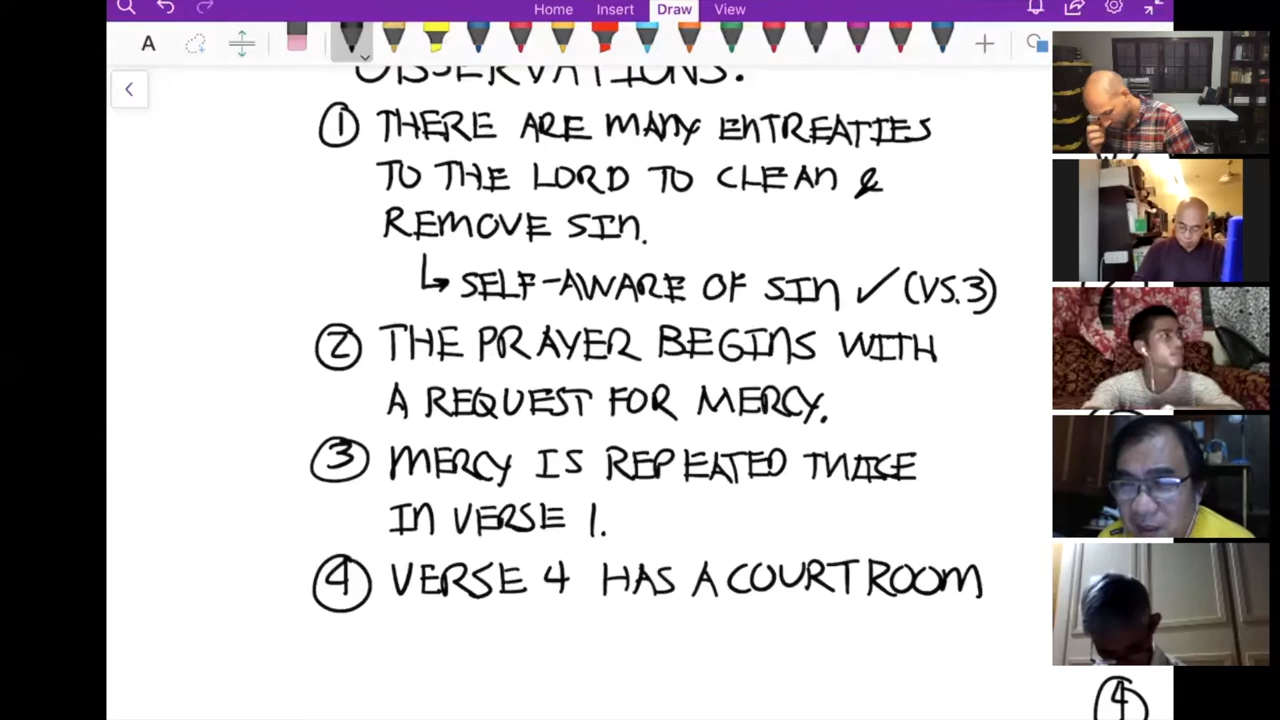 Home Insert Draw View
A
OBSERVATIONS:
① THERE ARE MANY ENTREATIES
TO THE LORD TO CLEAN &
REMOVE SIN.
↳ SELF-AWARE OF SIN ✓ (VS.3)
② THE PRAYER BEGINS WITH
A REQUEST FOR MERCY.
③ MERCY IS REPEATED TWICE
IN VERSE 1.
④ VERSE 4 HAS A COURTROOM
④